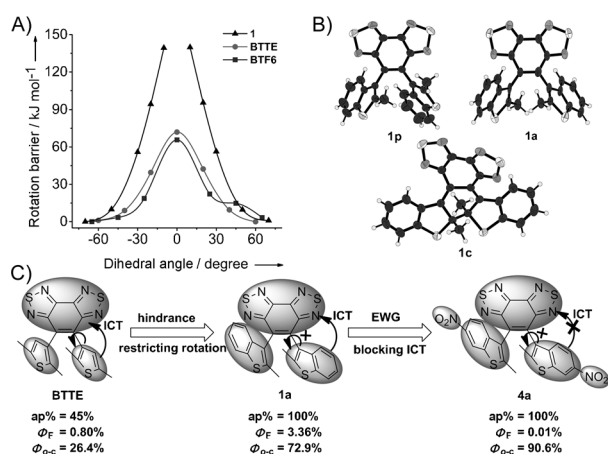 A)
Rotation barrier / kJ mol⁻¹
150
120
90
60
30
0
-60 -30 0 30 60
Dihedral angle / degree
1
BTTE
BTF6
B)
1p 1a
1c
C)
N N
S S
N N
ICT
S S
BTTE
ap% = 45%
Φ_F = 0.80%
Φ_o-c = 26.4%
hindrance
restricting rotation
N N
S S
N N
ICT
S S
1a
ap% = 100%
Φ_F = 3.36%
Φ_o-c = 72.9%
EWG
blocking ICT
N N
S S
N N
ICT
O₂N
S S
NO₂
4a
ap% = 100%
Φ_F = 0.01%
Φ_o-c = 90.6%